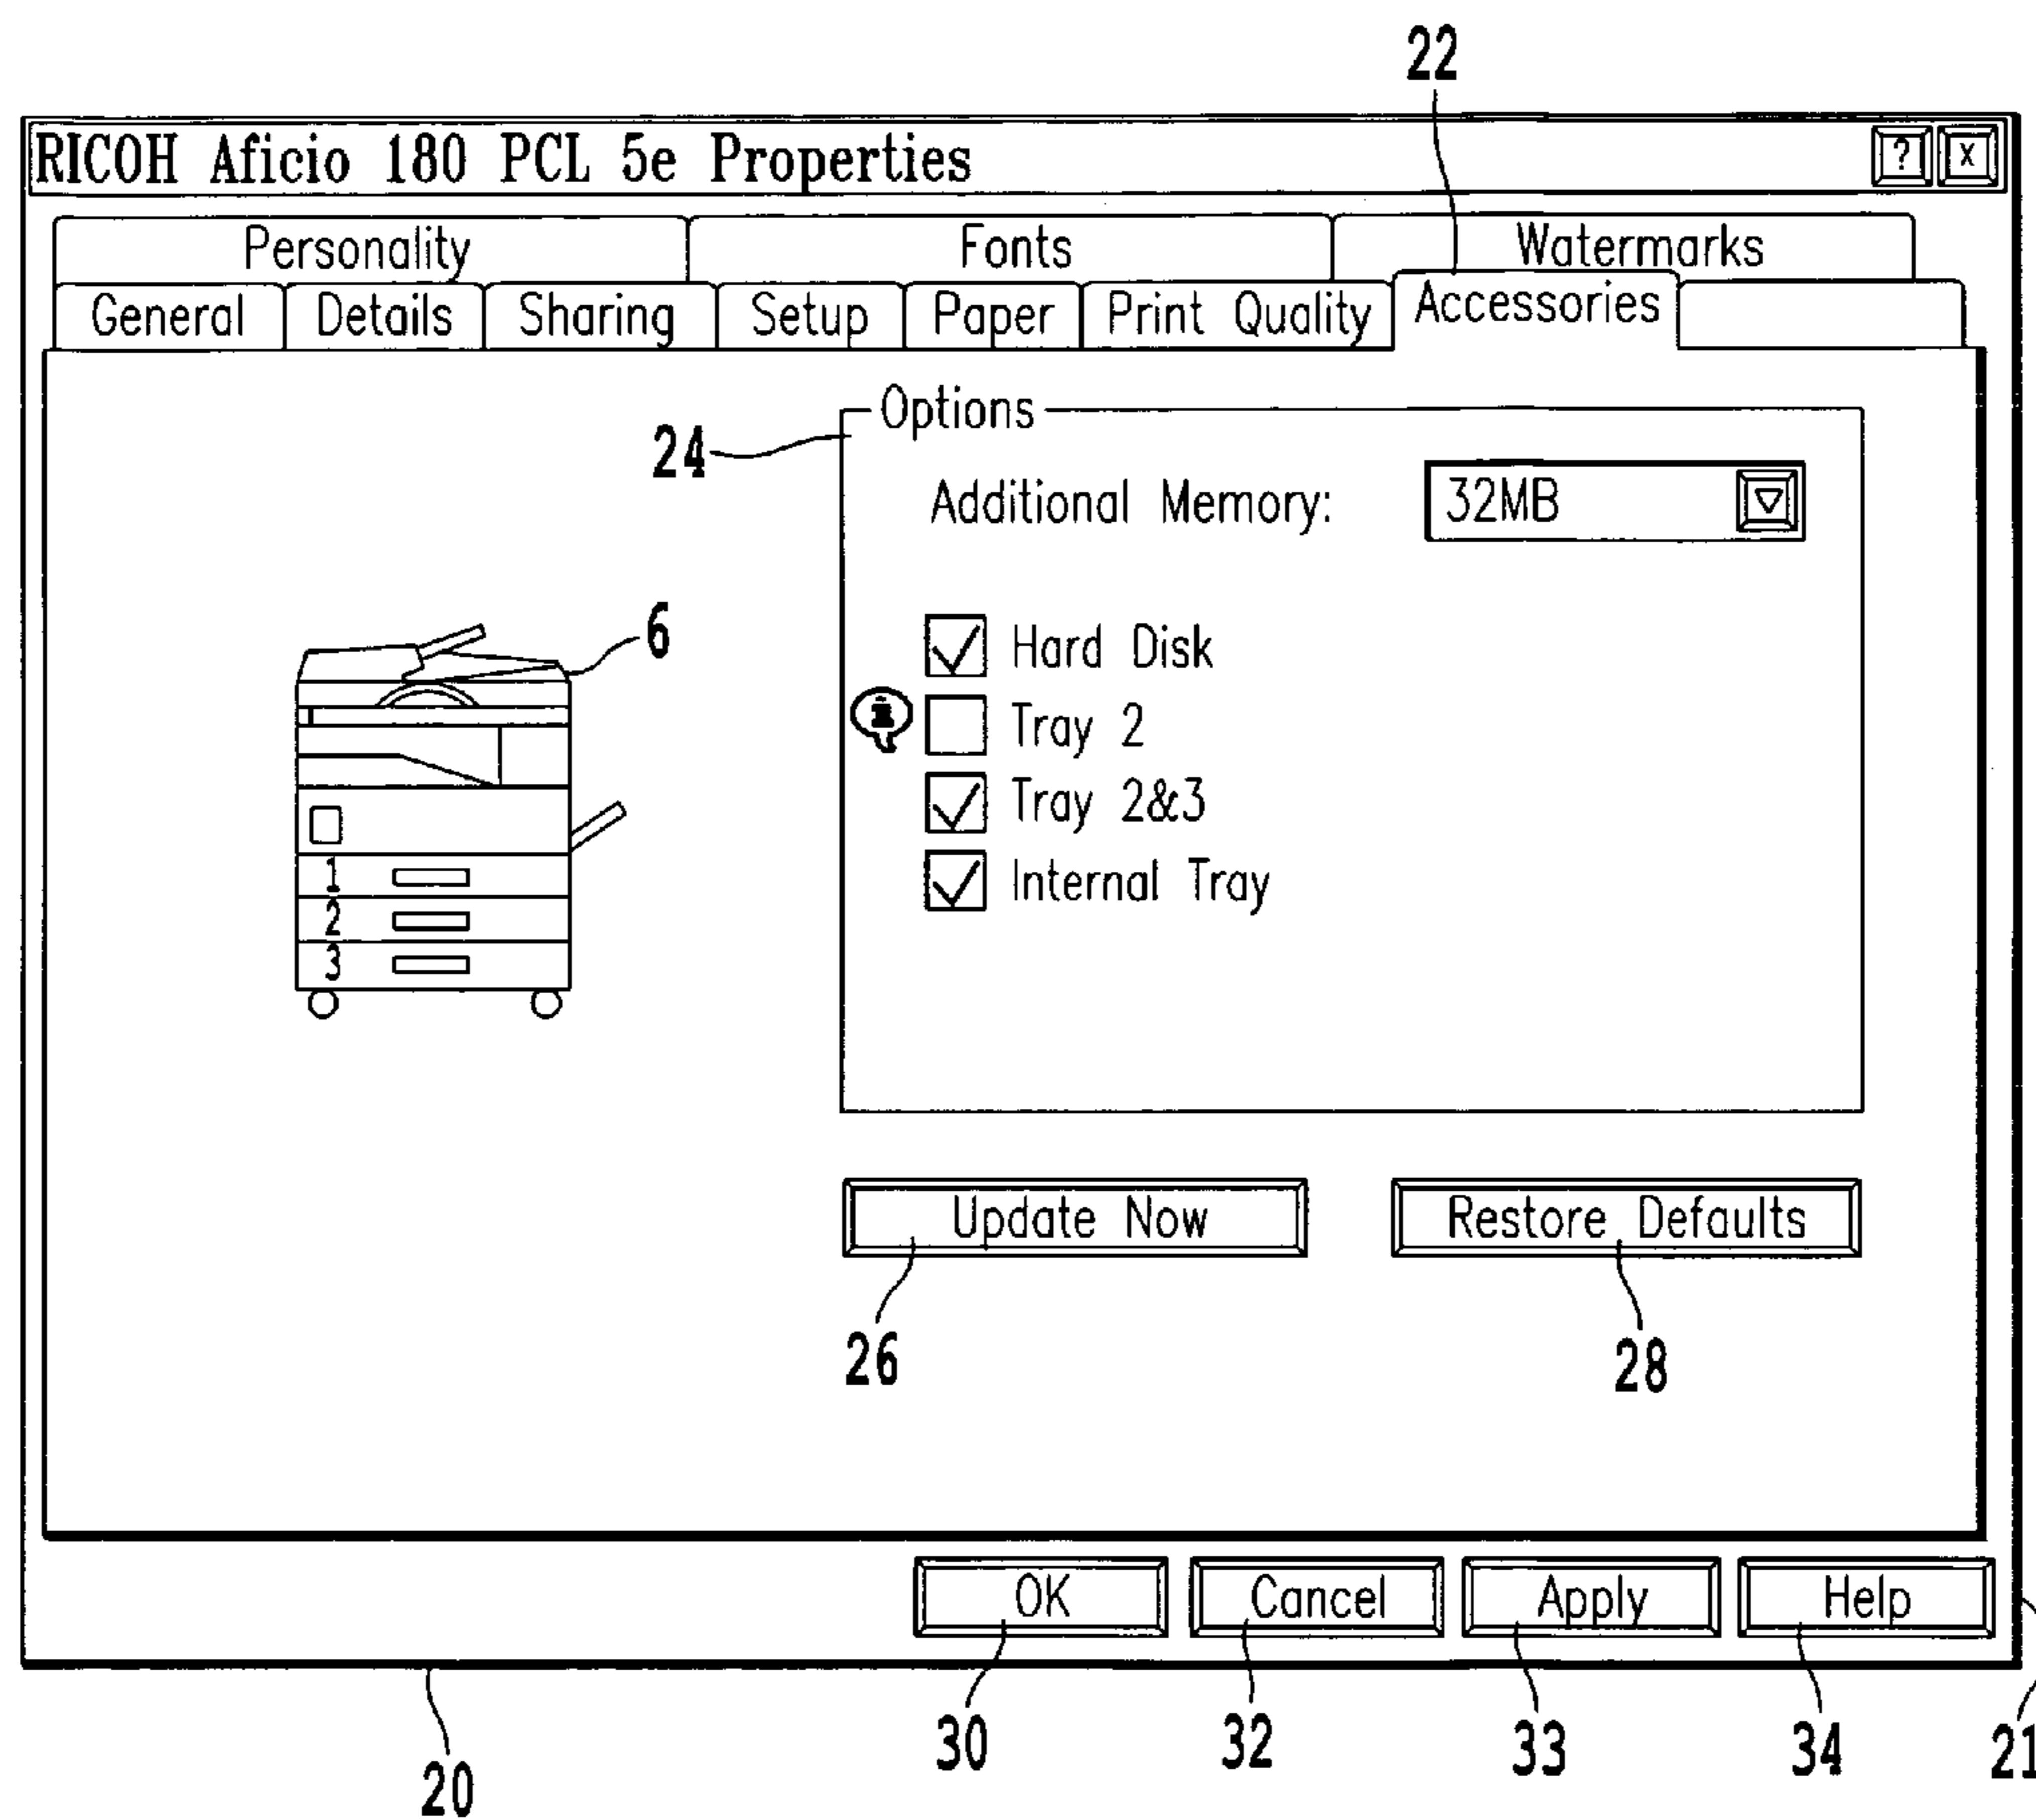 22
RICOH Aficio 180 PCL 5e Properties ? x
Personality Fonts Watermarks
General Details Sharing Setup Paper Print Quality Accessories
Options
24
Additional Memory: 32MB
6
Hard Disk
i Tray 2
Tray 2&3
Internal Tray
1
2
3
Update Now Restore Defaults
26 28
OK Cancel Apply Help
30 32 33 34 21
20